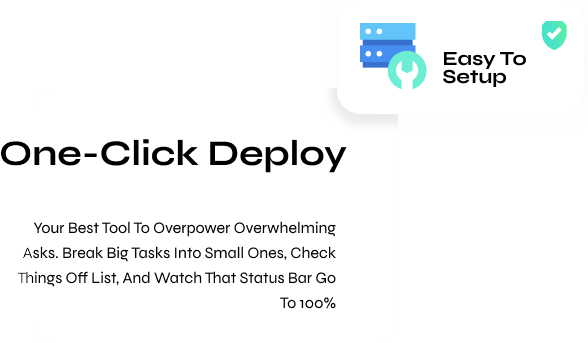 Easy To
Setup
One-Click Deploy
Your Best Tool To Overpower Overwhelming
Asks. Break Big Tasks Into Small Ones, Check
Things Off List, And Watch That Status Bar Go
To 100%